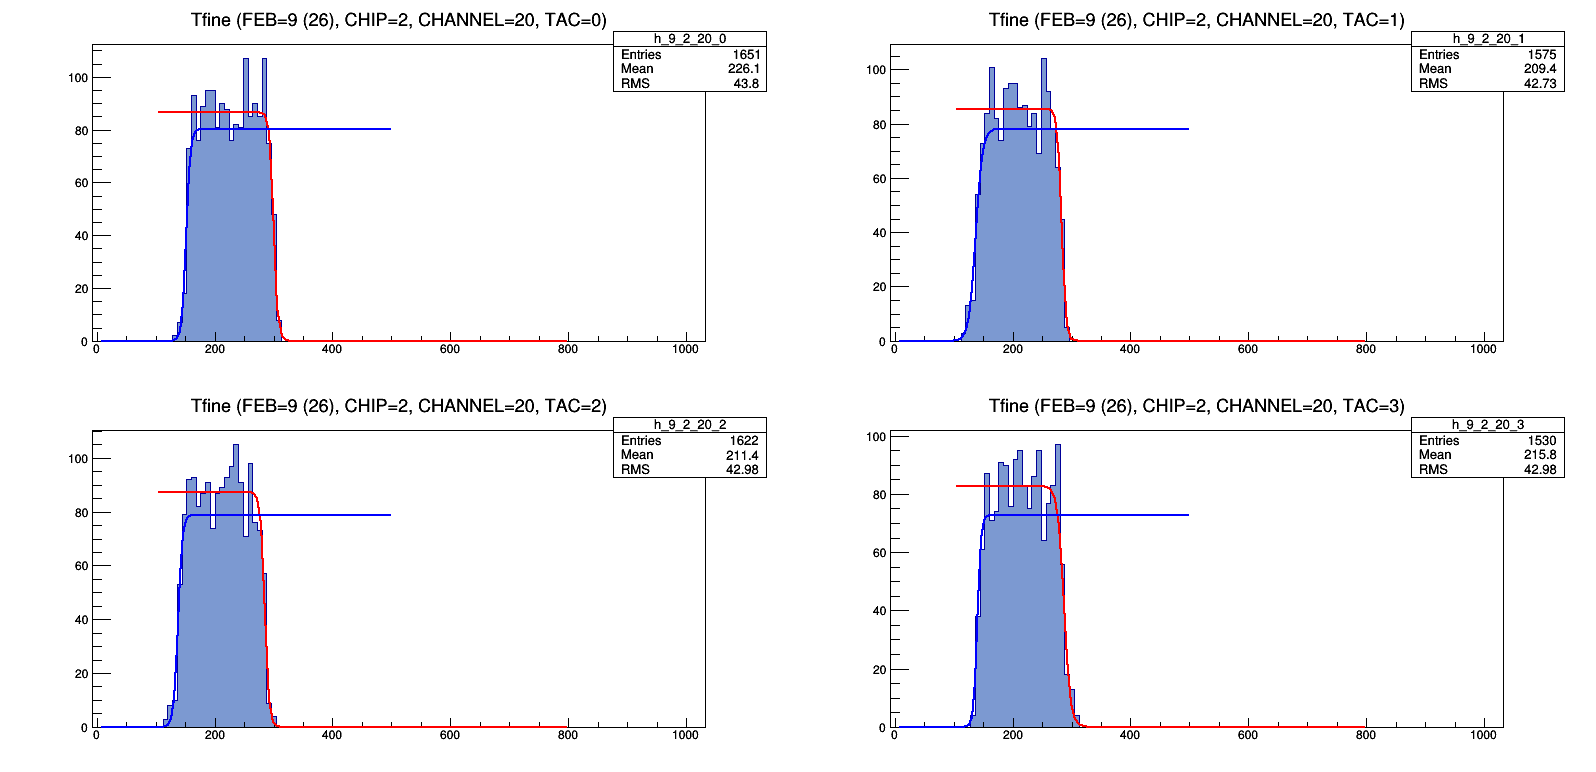 Tfine (FEB=9 (26), CHIP=2, CHANNEL=20, TAC=0)
h_9_2_20_0
Entries 1651
Mean 226.1
RMS 43.8
100
80
60
40
20
0
0 200 400 600 800 1000
Tfine (FEB=9 (26), CHIP=2, CHANNEL=20, TAC=1)
h_9_2_20_1
Entries 1575
Mean 209.4
RMS 42.73
100
80
60
40
20
0
0 200 400 600 800 1000
Tfine (FEB=9 (26), CHIP=2, CHANNEL=20, TAC=2)
h_9_2_20_2
Entries 1622
Mean 211.4
RMS 42.98
100
80
60
40
20
0
0 200 400 600 800 1000
Tfine (FEB=9 (26), CHIP=2, CHANNEL=20, TAC=3)
h_9_2_20_3
Entries 1530
Mean 215.8
RMS 42.98
100
80
60
40
20
0
0 200 400 600 800 1000